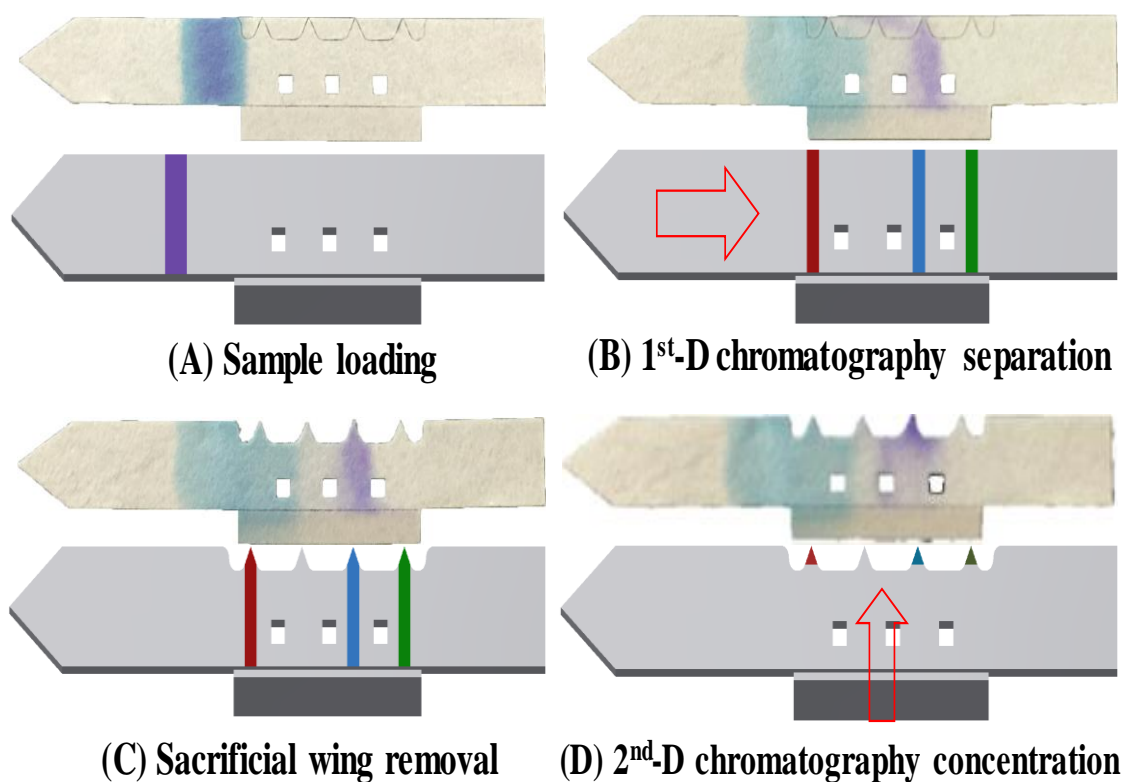 (A) Sample loading
(B) 1st-D chromatography separation
(C) Sacrificial wing removal
(D) 2nd-D chromatography concentration